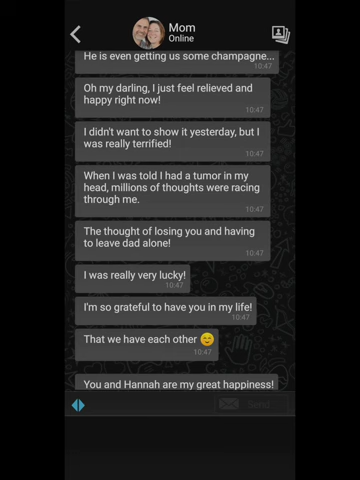 Mom
Online
He is even getting us some champagne...
10:47
Oh my darling, I just feel relieved and
happy right now!
10:47
I didn't want to show it yesterday, but I
was really terrified!
10:47
When I was told I had a tumor in my
head, millions of thoughts were racing
through me.
10:47
The thought of losing you and having
to leave dad alone!
10:47
I was really very lucky!
10:47
I'm so grateful to have you in my life!
10:47
That we have each other 😊
10:47
You and Hannah are my great happiness!
Send